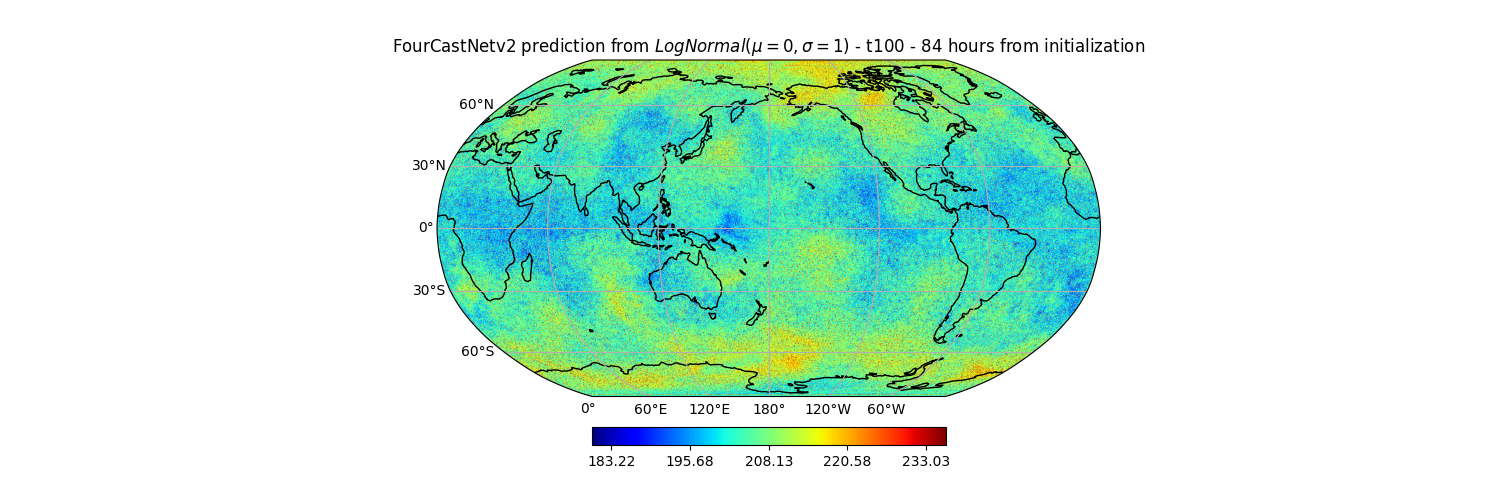 FourCastNetv2 prediction from LogNormal(μ = 0, σ = 1) - t100 - 84 hours from initialization
60°N
30°N
0°
30°S
60°S
0° 60°E 120°E 180° 120°W 60°W
183.22 195.68 208.13 220.58 233.03